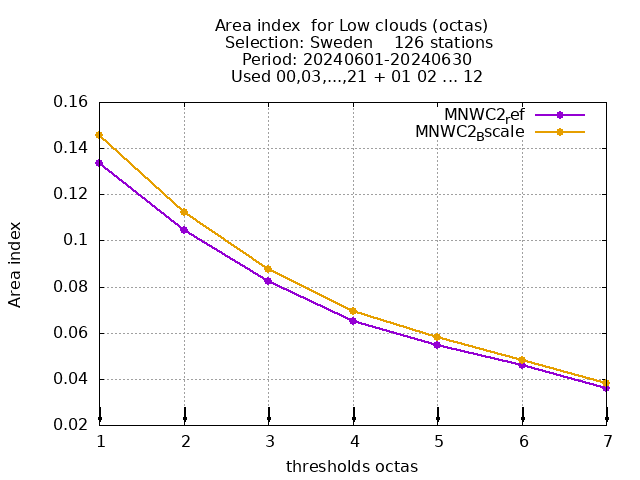 Area index  for Low clouds (octas)
Selection: Sweden    126 stations
Period: 20240601-20240630
Used 00,03,...,21 + 01 02 ... 12
0.16
0.14
0.12
0.1
0.08
0.06
0.04
0.02
Area index
MNWC2ref
MNWC2Bscale
1 2 3 4 5 6 7
thresholds octas